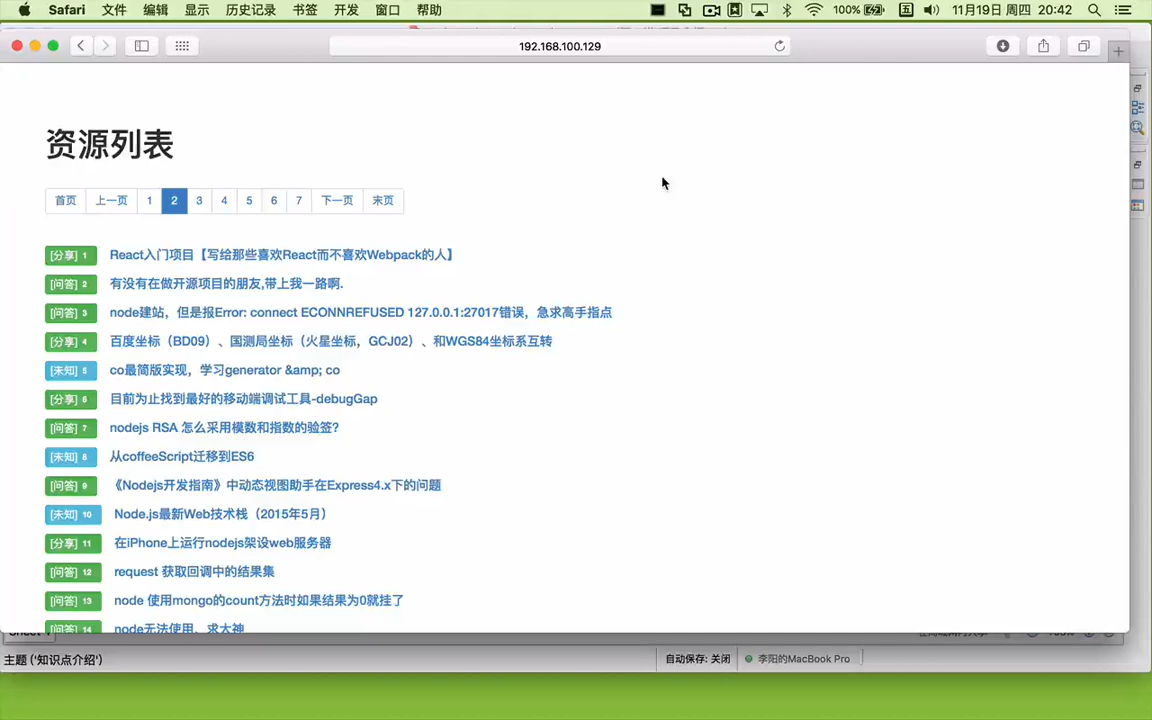 Safari 文件 编辑 显示 历史记录 书签 开发 窗口 帮助 100% 五 11月19日 周四 20:42
192.168.100.129
资源列表
首页 上一页 1 2 3 4 5 6 7 下一页 末页
[分享] 1 React入门项目【写给那些喜欢React而不喜欢Webpack的人】
[问答] 2 有没有在做开源项目的朋友,带上我一路啊.
[问答] 3 node建站，但是报Error: connect ECONNREFUSED 127.0.0.1:27017错误，急求高手指点
[分享] 4 百度坐标（BD09）、国测局坐标（火星坐标，GCJ02）、和WGS84坐标系互转
[未知] 5 co最简版实现，学习generator &amp; co
[分享] 6 目前为止找到最好的移动端调试工具-debugGap
[问答] 7 nodejs RSA 怎么采用模数和指数的验签?
[未知] 8 从coffeeScript迁移到ES6
[问答] 9 《Nodejs开发指南》中动态视图助手在Express4.x下的问题
[未知] 10 Node.js最新Web技术栈（2015年5月）
[分享] 11 在iPhone上运行nodejs架设web服务器
[问答] 12 request 获取回调中的结果集
[问答] 13 node 使用mongo的count方法时如果结果为0就挂了
[问答] 14 node无法使用，求大神
主题 ('知识点介绍') 自动保存: 关闭 李阳的MacBook Pro